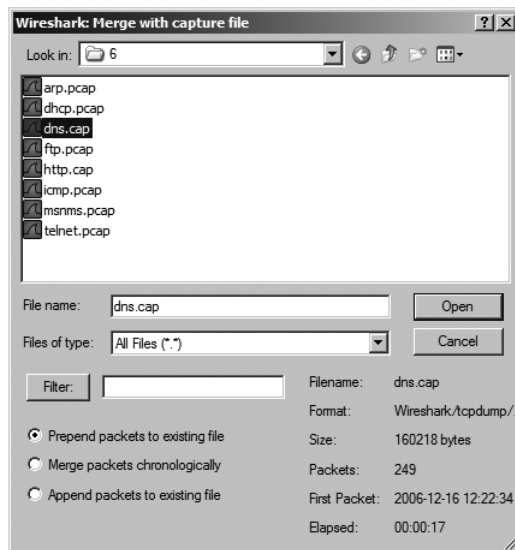 Wireshark: Merge with capture file
Look in: 6
arp.pcap
dhcp.pcap
dns.cap
ftp.pcap
http.cap
icmp.pcap
msnms.pcap
telnet.pcap
File name: dns.cap
Open
Files of type: All Files (*.*)
Cancel
Filter:
Filename: dns.cap
Format: Wireshark/tcpdump/
Prepend packets to existing file
Size: 160218 bytes
Merge packets chronologically
Packets: 249
Append packets to existing file
First Packet: 2006-12-16 12:22:34
Elapsed: 00:00:17